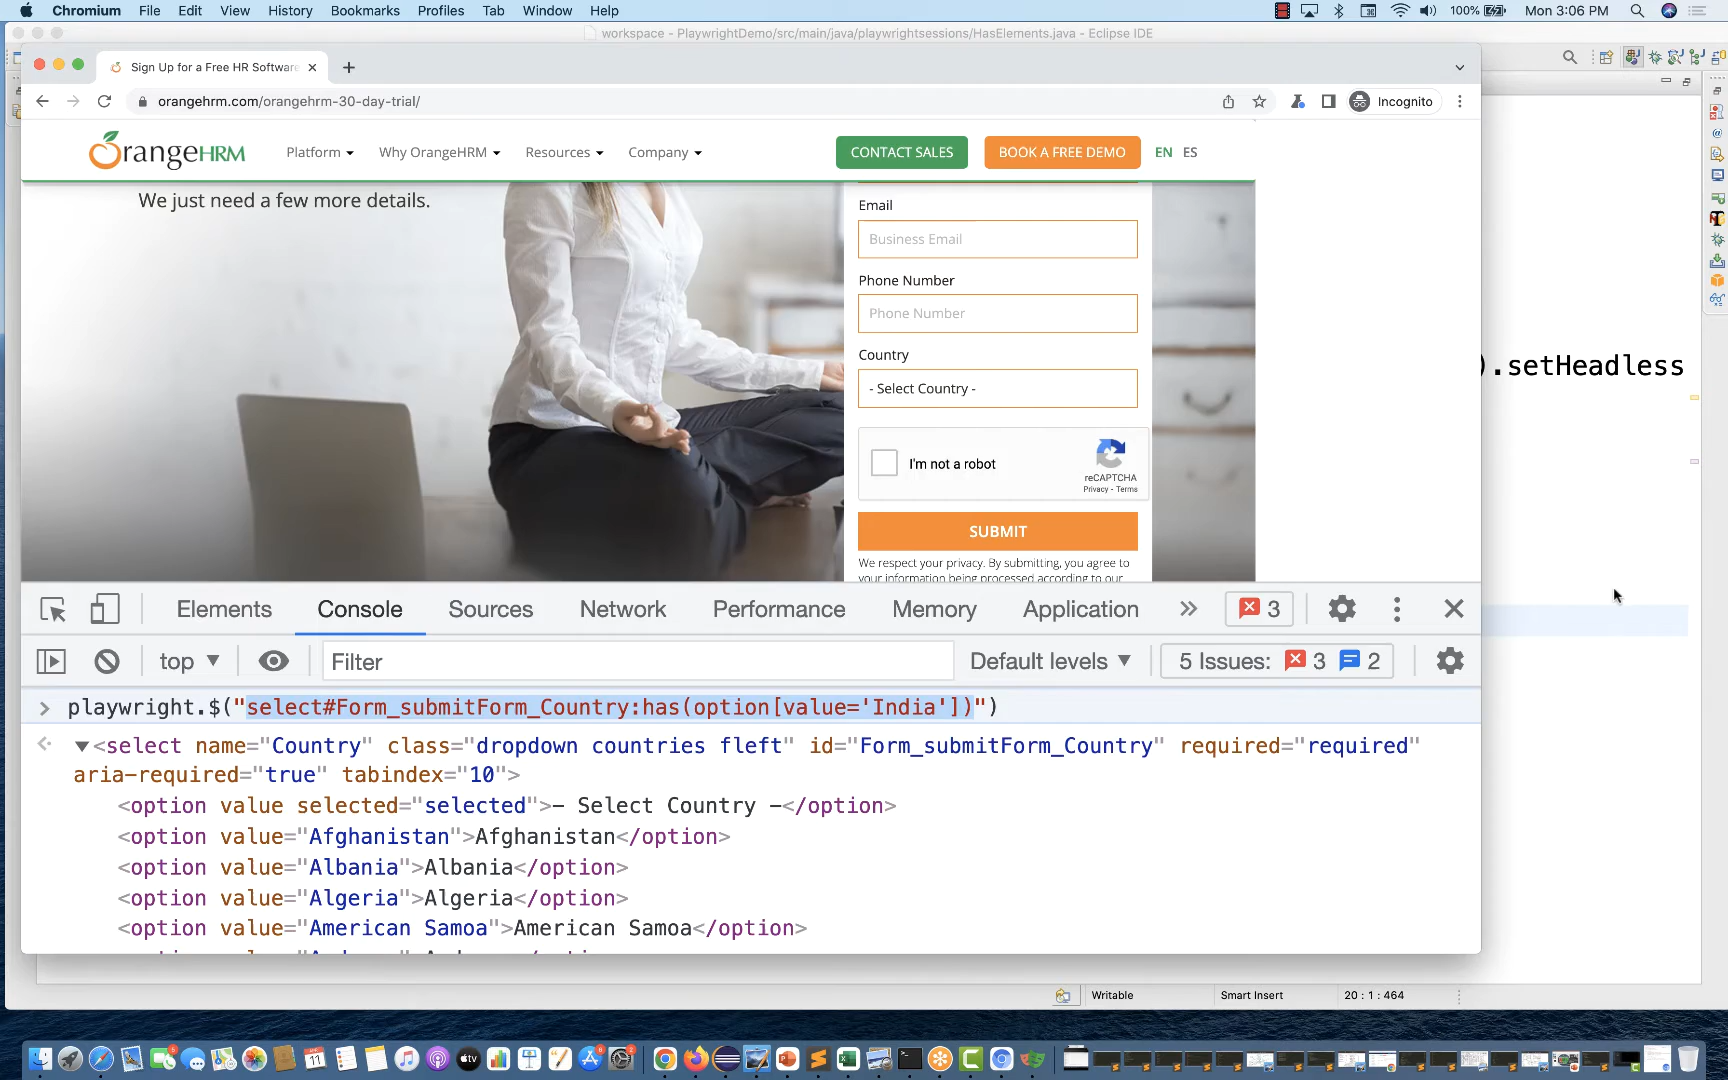 Chromium File Edit View History Bookmarks Profiles Tab Window Help 100% Mon 3:06 PM
workspace - PlaywrightDemo/src/main/java/playwrightsessions/HasElements.java - Eclipse IDE
Sign Up for a Free HR Software
orangehrm.com/orangehrm-30-day-trial/ Incognito
OrangeHRM Platform Why OrangeHRM Resources Company CONTACT SALES BOOK A FREE DEMO EN ES
We just need a few more details.
Email
Business Email
Phone Number
Phone Number
Country
- Select Country -
).setHeadless
I'm not a robot
reCAPTCHA
Privacy - Terms
SUBMIT
We respect your privacy. By submitting, you agree to
your information being processed according to our
Elements Console Sources Network Performance Memory Application » 3
top Filter Default levels 5 Issues: 3 2
playwright.$("select#Form_submitForm_Country:has(option[value='India'])")
<select name="Country" class="dropdown countries fleft" id="Form_submitForm_Country" required="required"
aria-required="true" tabindex="10">
<option value selected="selected">- Select Country -</option>
<option value="Afghanistan">Afghanistan</option>
<option value="Albania">Albania</option>
<option value="Algeria">Algeria</option>
<option value="American Samoa">American Samoa</option>
Writable Smart Insert 20 : 1 : 464